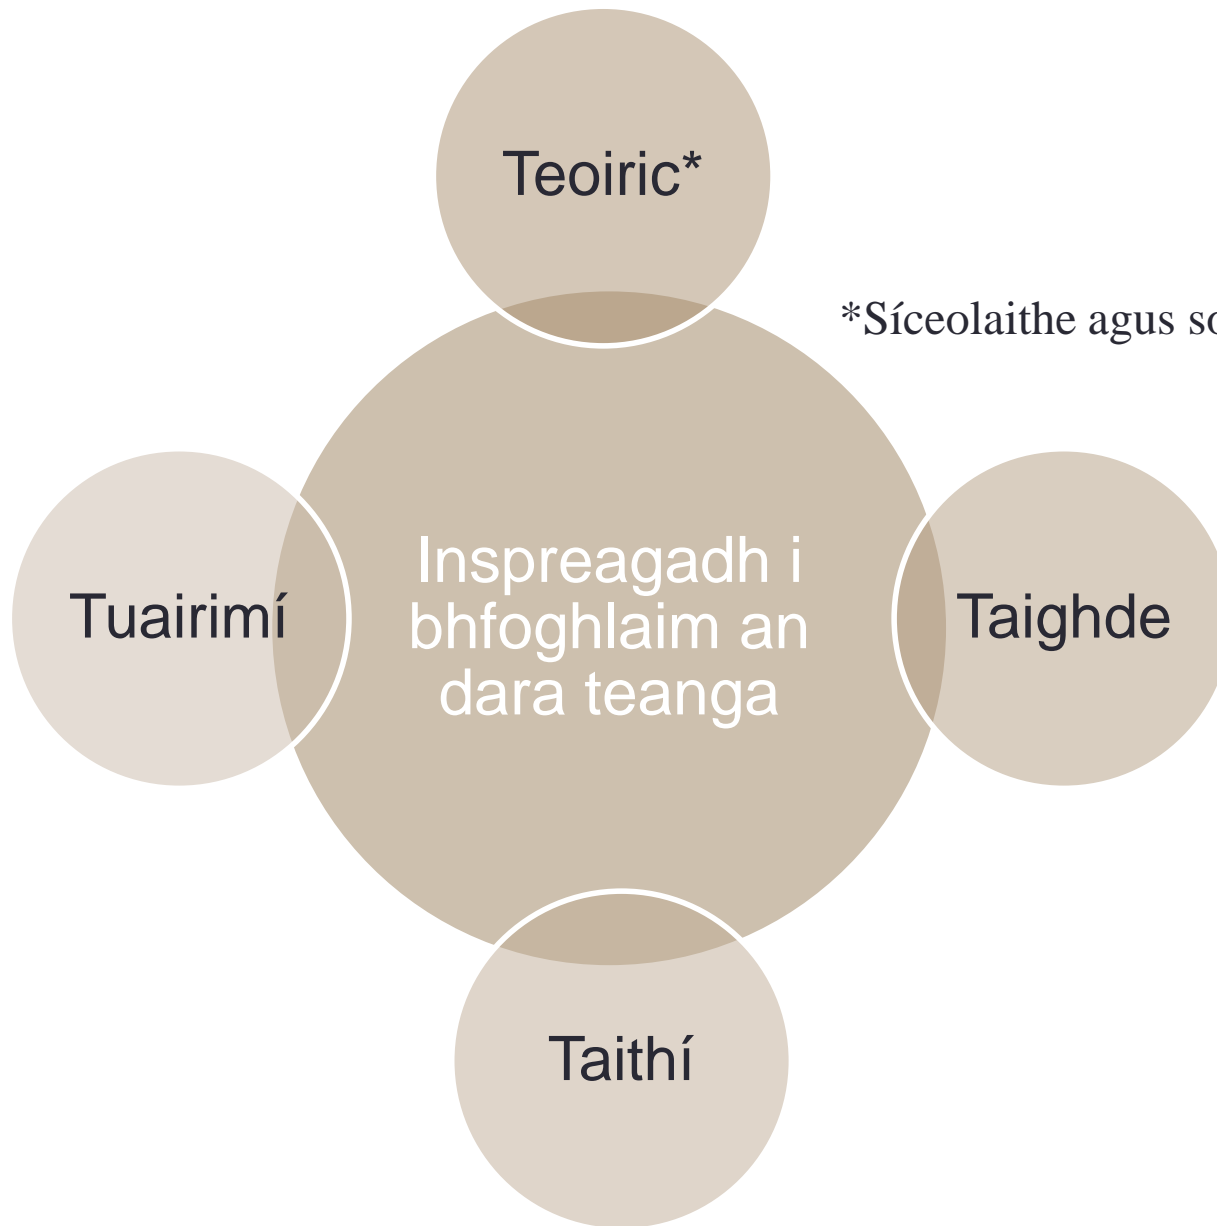 Teoiric*
*Síceolaithe agus
Inspreagadh i
bhfoghlaim an
dara teanga
Tuairimí
Taighde
Taithí